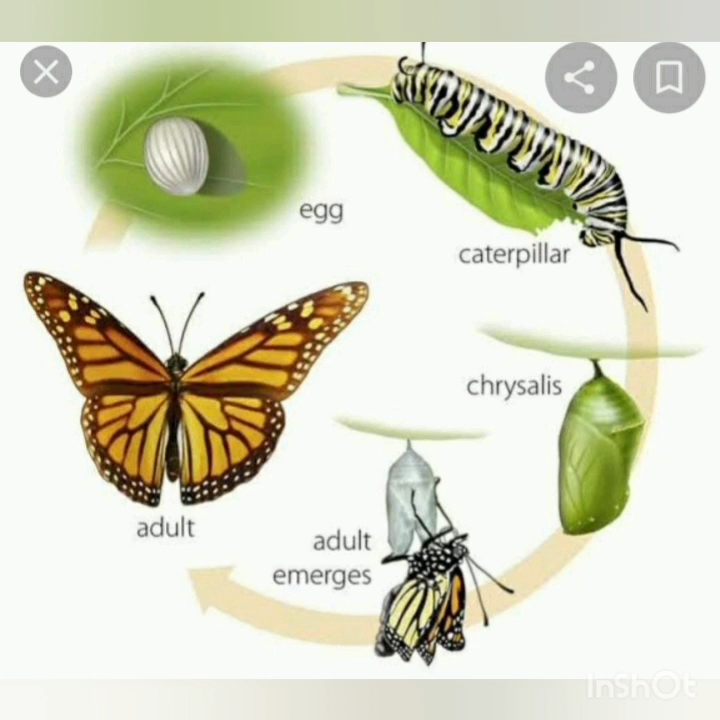 egg
caterpillar
chrysalis
adult
emerges
adult
InShOt